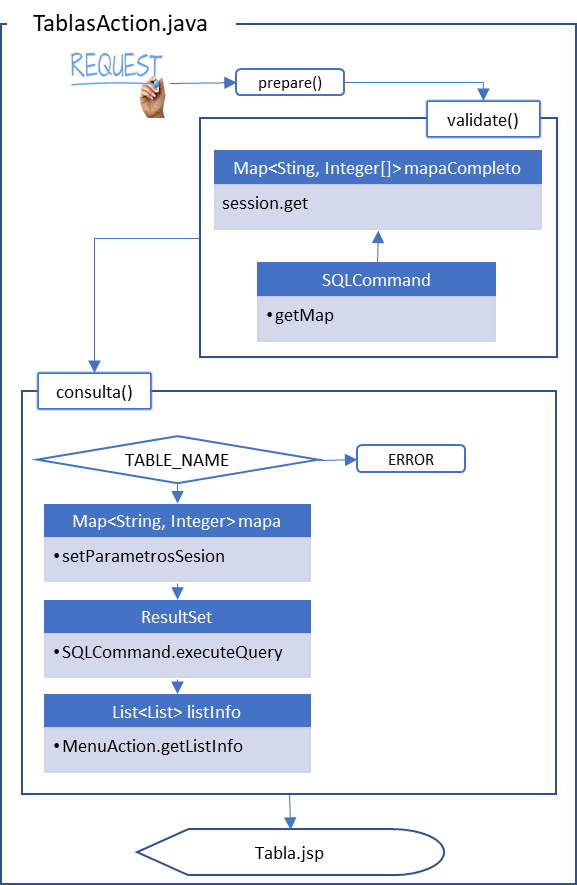 TablasAction.java
REQUEST
prepare()
validate()
Map<Sting, Integer[]> mapaCompleto
session.get
SQLCommand
•getMap
consulta()
TABLE_NAME
ERROR
Map<String, Integer> mapa
•setParametrosSesion
ResultSet
•SQLCommand.executeQuery
List<List> listInfo
•MenuAction.getListInfo
Tabla.jsp